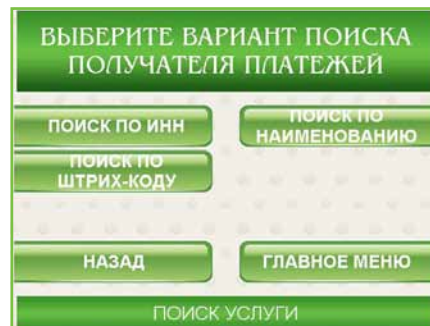 ВЫБЕРИТЕ ВАРИАНТ ПОИСКА
ПОЛУЧАТЕЛЯ ПЛАТЕЖЕЙ
ПОИСК ПО ИНН
ПОИСК ПО
НАИМЕНОВАНИЮ
ПОИСК ПО
ШТРИХ-КОДУ
НАЗАД
ГЛАВНОЕ МЕНЮ
ПОИСК УСЛУГИ